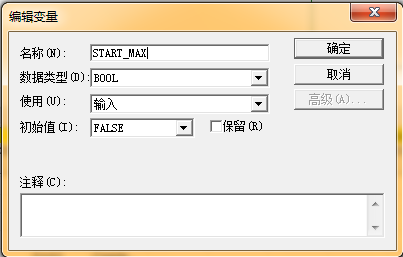 编辑变量
名称(N): START_MAX 确定
数据类型(D): BOOL 取消
使用(U): 输入 高级(A)...
初始值(I): FALSE 保留(R)
注释(C):